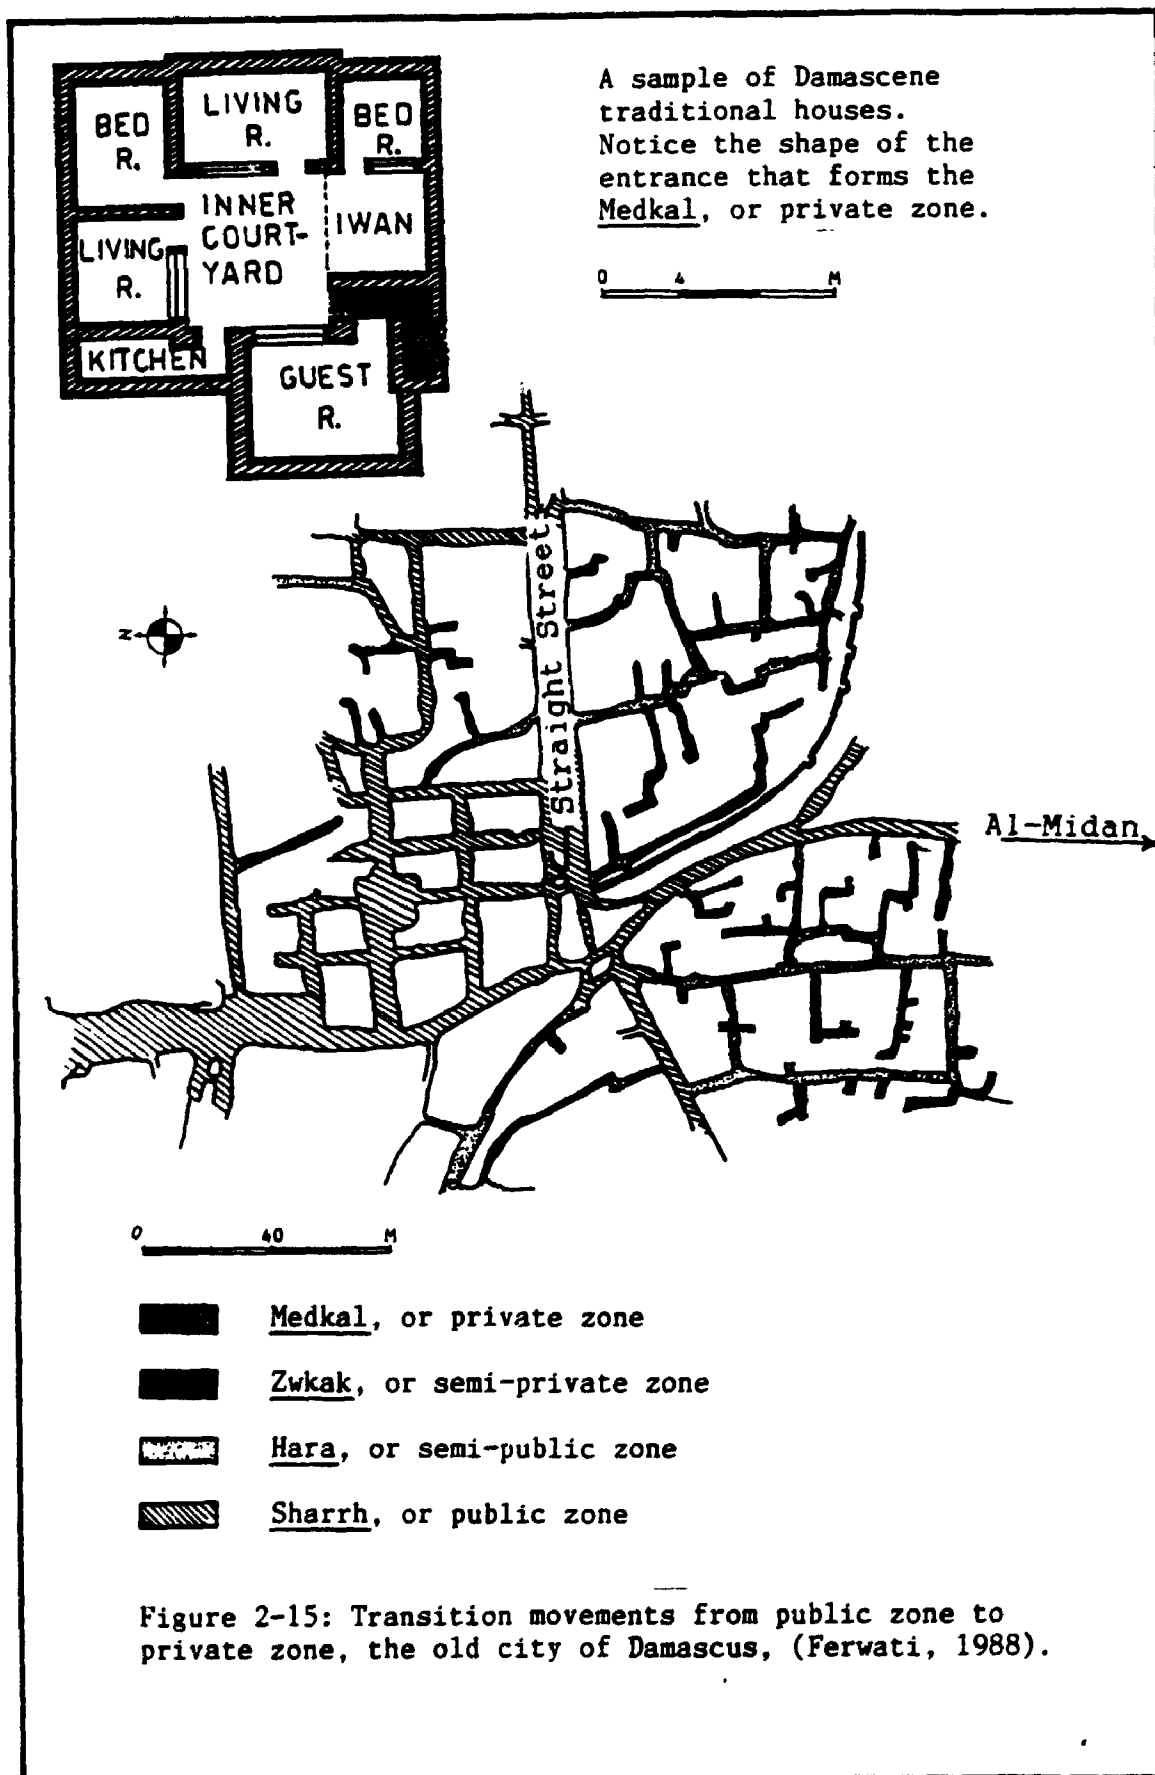 A sample of Damascene
traditional houses.
Notice the shape of the
entrance that forms the
Medkal, or private zone.
0 4 M
BED
R.
LIVING
R.
BED
R.
INNER
COURT-
YARD
IWAN
LIVING
R.
KITCHEN
GUEST
R.
Straight Street
N
Al-Midan
0 40 M
Medkal, or private zone
Zwkak, or semi-private zone
Hara, or semi-public zone
Sharrh, or public zone
Figure 2-15: Transition movements from public zone to
private zone, the old city of Damascus, (Ferwati, 1988).